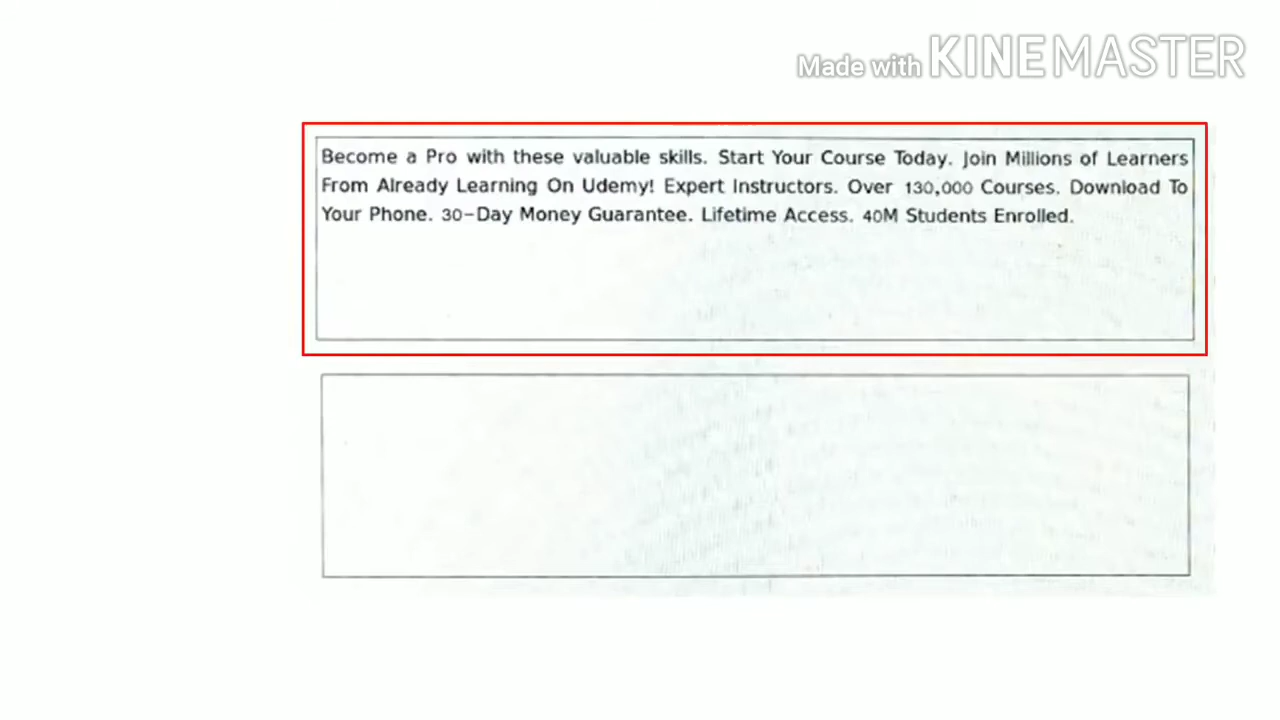 Made with KINEMASTER
Become a Pro with these valuable skills. Start Your Course Today. Join Millions of Learners
From Already Learning On Udemy! Expert Instructors. Over 130,000 Courses. Download To
Your Phone. 30-Day Money Guarantee. Lifetime Access. 40M Students Enrolled.